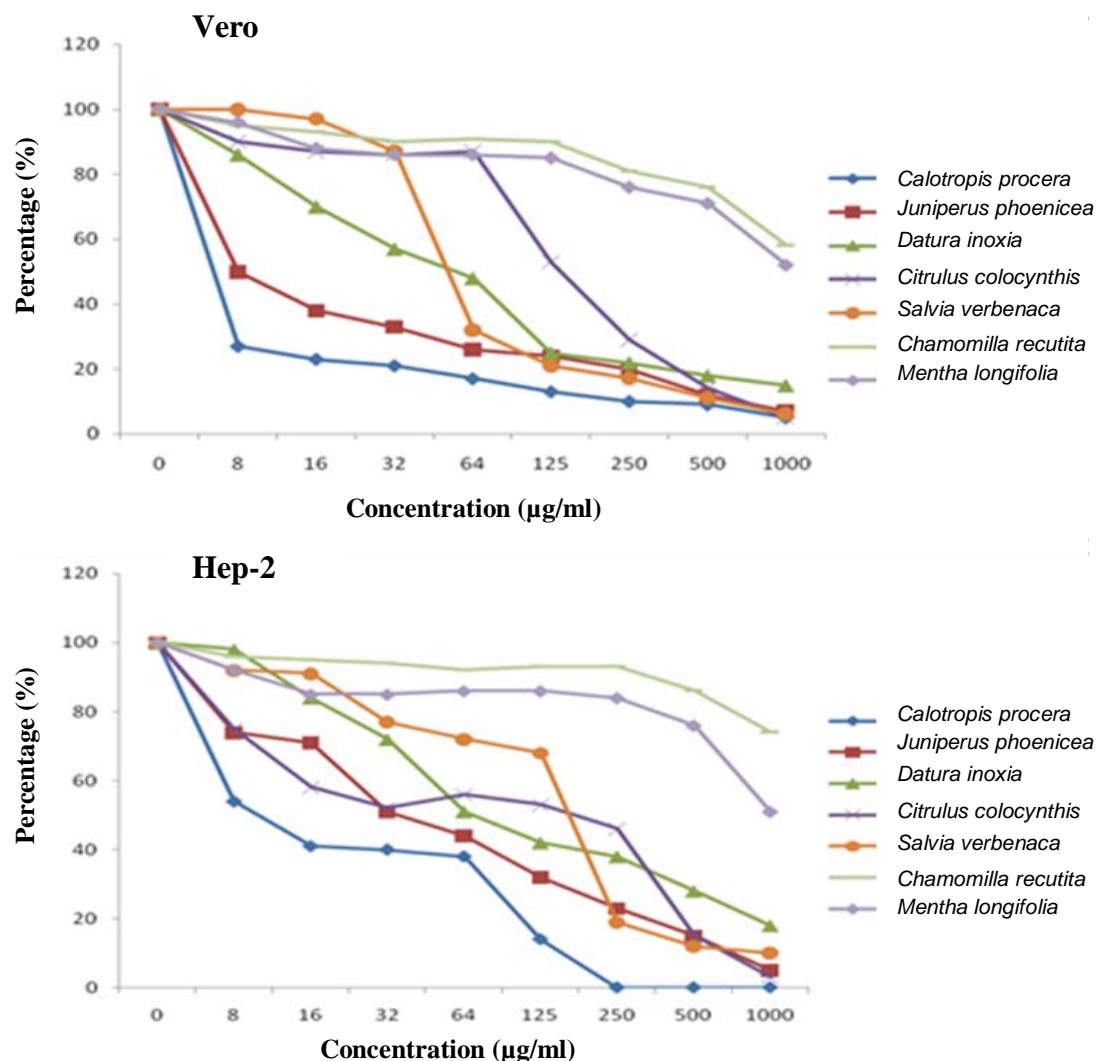 Vero
120
100
80
60
40
20
0
Percentage (%)
0 8 16 32 64 125 250 500 1000
Concentration (µg/ml)
Calotropis procera
Juniperus phoenicea
Datura inoxia
Citrulus colocynthis
Salvia verbenaca
Chamomilla recutita
Mentha longifolia
Hep-2
120
100
80
60
40
20
0
Percentage (%)
0 8 16 32 64 125 250 500 1000
Concentration (µg/ml)
Calotropis procera
Juniperus phoenicea
Datura inoxia
Citrulus colocynthis
Salvia verbenaca
Chamomilla recutita
Mentha longifolia